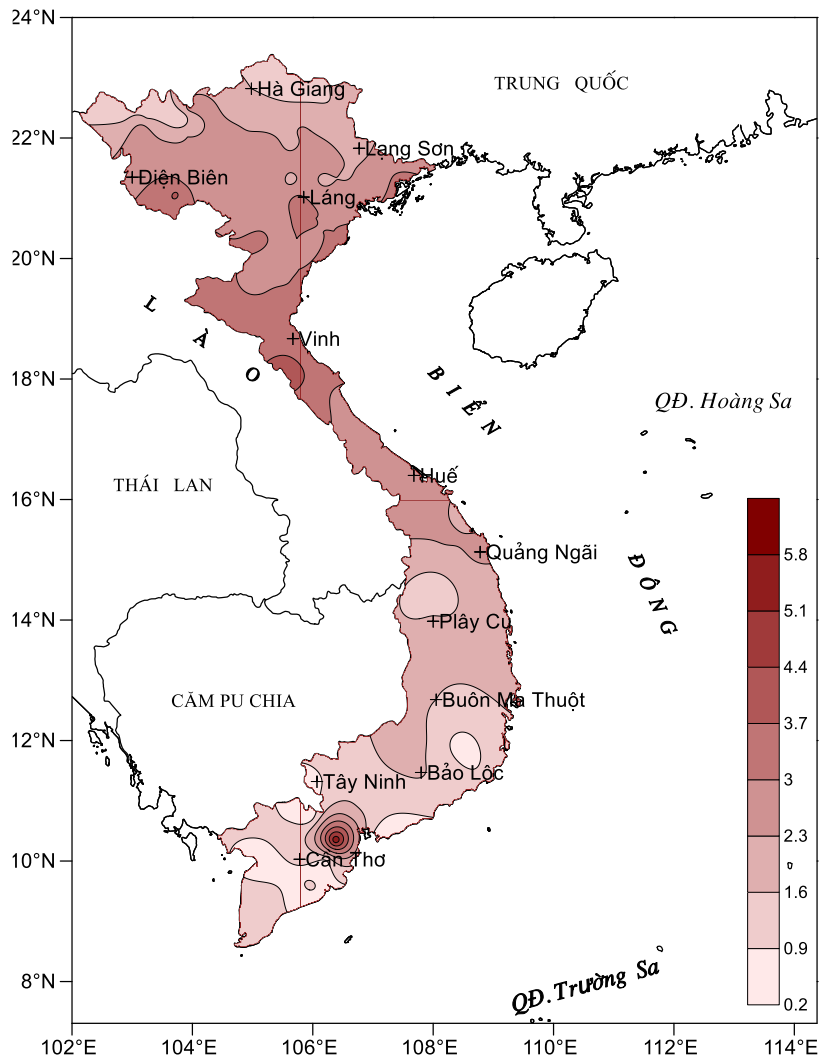 24°N
TRUNG QUỐC
Hà Giang
22°N
Lạng Sơn
Điện Biên
Láng
20°N
LÀO
Vinh
18°N
BIỂN
QĐ. Hoàng Sa
Huế
THÁI LAN
16°N
Quảng Ngãi
5.8
ĐÔNG
5.1
14°N
Plây Cu
4.4
CĂM PU CHIA
Buôn Ma Thuột
3.7
12°N
Bảo Lộc
Tây Ninh
3
2.3
10°N
Cần Thơ
1.6
0.9
8°N
QĐ. Trường Sa
0.2
102°E 104°E 106°E 108°E 110°E 112°E 114°E